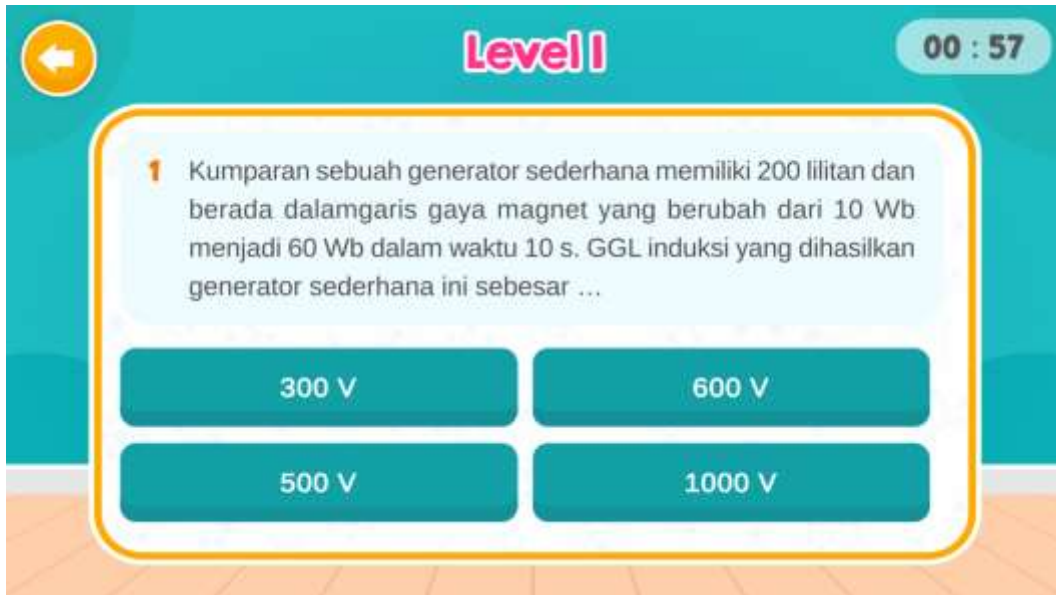 Level I
00 : 57
1 Kumparan sebuah generator sederhana memiliki 200 lilitan dan
berada dalamgaris gaya magnet yang berubah dari 10 Wb
menjadi 60 Wb dalam waktu 10 s. GGL induksi yang dihasilkan
generator sederhana ini sebesar …
300 V
600 V
500 V
1000 V